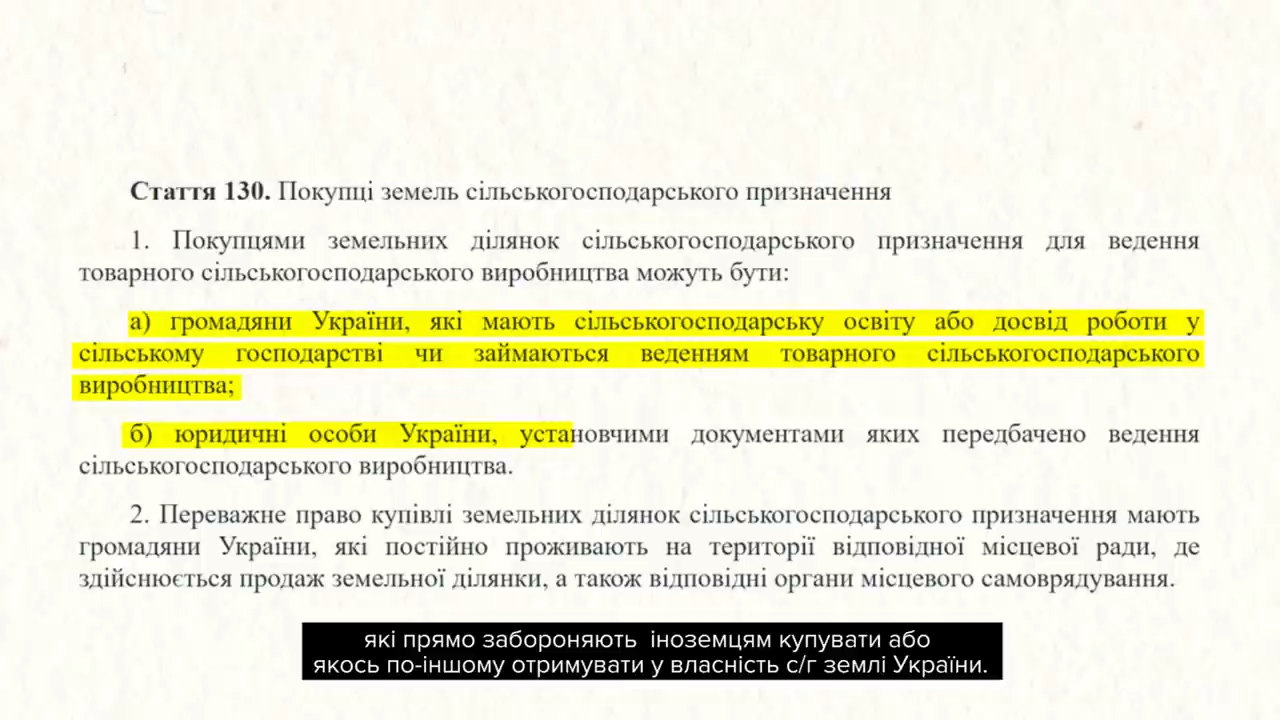 Стаття 130. Покупці земель сільськогосподарського призначення
1. Покупцями земельних ділянок сільськогосподарського призначення для ведення
товарного сільськогосподарського виробництва можуть бути:
а) громадяни України, які мають сільськогосподарську освіту або досвід роботи у
сільському господарстві чи займаються веденням товарного сільськогосподарського
виробництва;
б) юридичні особи України, установчими документами яких передбачено ведення
сільськогосподарського виробництва.
2. Переважне право купівлі земельних ділянок сільськогосподарського призначення мають
громадяни України, які постійно проживають на території відповідної місцевої ради, де
здійснюється продаж земельної ділянки, а також відповідні органи місцевого самоврядування.
які прямо забороняють іноземцям купувати або
якось по-іншому отримувати у власність с/г землі України.